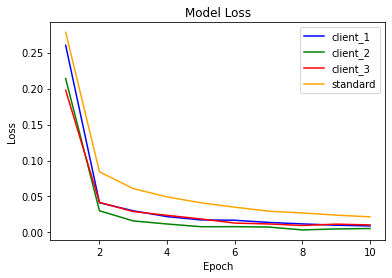 Model Loss
client_1
client_2
client_3
standard
Loss
0.25
0.20
0.15
0.10
0.05
0.00
2
4
6
8
10
Epoch